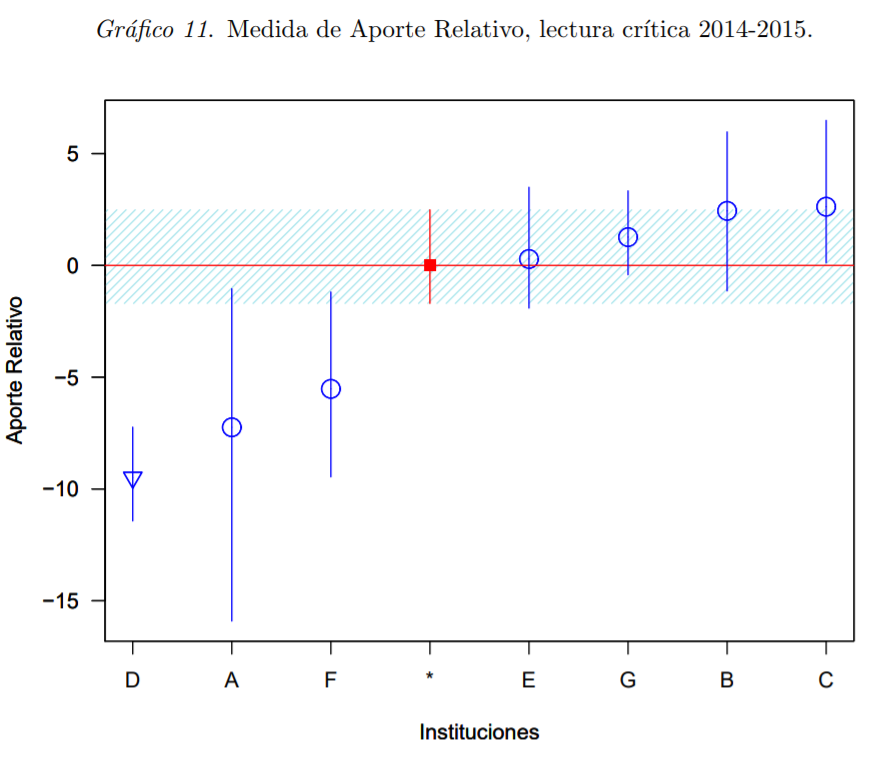 Gráfico 11. Medida de Aporte Relativo, lectura crítica 2014-2015.
5
0
−5
−10
−15
Aporte Relativo
D A F * E G B C
Instituciones